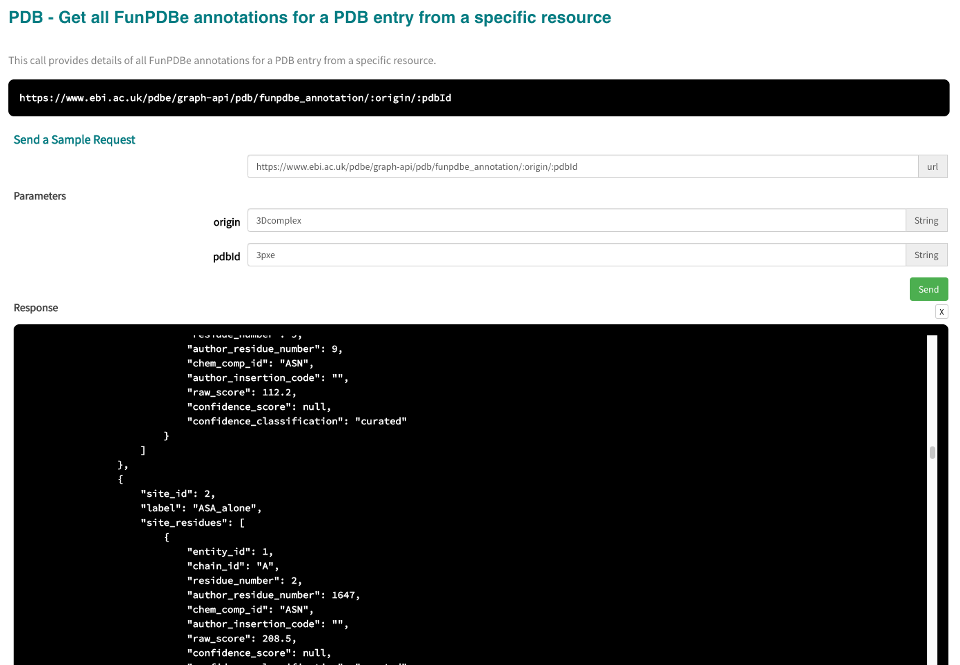 PDB - Get all FunPDBe annotations for a PDB entry from a specific resource
This call provides details of all FunPDBe annotations for a PDB entry from a specific resource.
https://www.ebi.ac.uk/pdbe/graph-api/pdb/funpdbe_annotation/:origin/:pdbId
Send a Sample Request
https://www.ebi.ac.uk/pdbe/graph-api/pdb/funpdbe_annotation/:origin/:pdbId url
Parameters
origin 3Dcomplex String
pdbId 3pxe String
Send
Response
X
"author_residue_number": 9,
"chem_comp_id": "ASN",
"author_insertion_code": "",
"raw_score": 112.2,
"confidence_score": null,
"confidence_classification": "curated"
}
]
},
{
"site_id": 2,
"label": "ASA_alone",
"site_residues": [
{
"entity_id": 1,
"chain_id": "A",
"residue_number": 2,
"author_residue_number": 1647,
"chem_comp_id": "ASN",
"author_insertion_code": "",
"raw_score": 208.5,
"confidence_score": null,